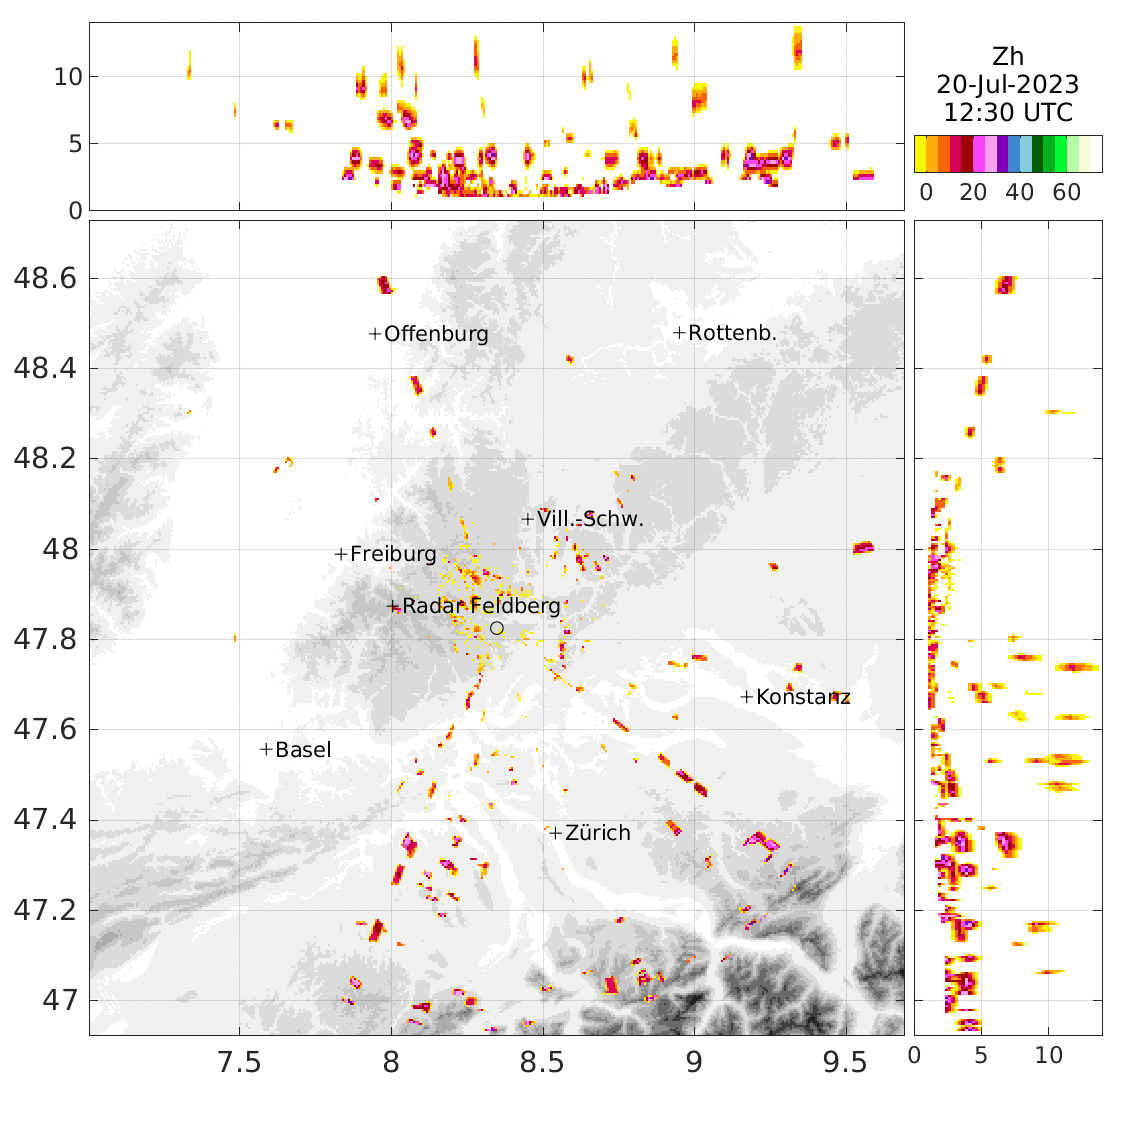 Zh
20-Jul-2023
12:30 UTC
0 20 40 60
10
5
0
48.6
48.4
48.2
48
47.8
47.6
47.4
47.2
47
Offenburg
Rottenb.
Vill.-Schw.
Freiburg
Radar Feldberg
Konstanz
Basel
Zürich
7.5 8 8.5 9 9.5
0 5 10